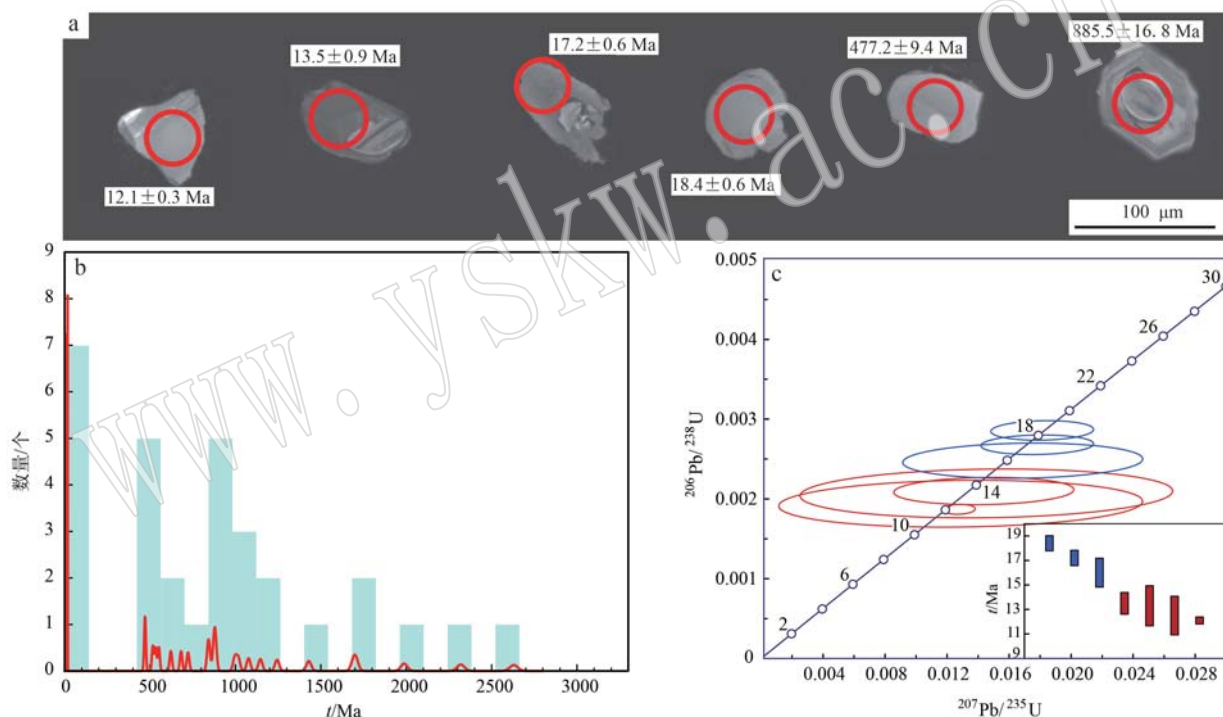 a
13.5±0.9 Ma
17.2±0.6 Ma
477.2±9.4 Ma
885.5±16.8 Ma
12.1±0.3 Ma
18.4±0.6 Ma
100 μm
b
9
8
7
6
5
4
3
2
1
0
数量/个
0 500 1000 1500 2000 2500 3000
t/Ma
c
0.005
0.004
0.003
0.002
0.001
0
206Pb/238U
30
26
22
18
14
10
6
2
19
17
15
13
11
9
t/Ma
0.004 0.008 0.012 0.016 0.020 0.024 0.028
207Pb/235U
www.yskw.ac.cn